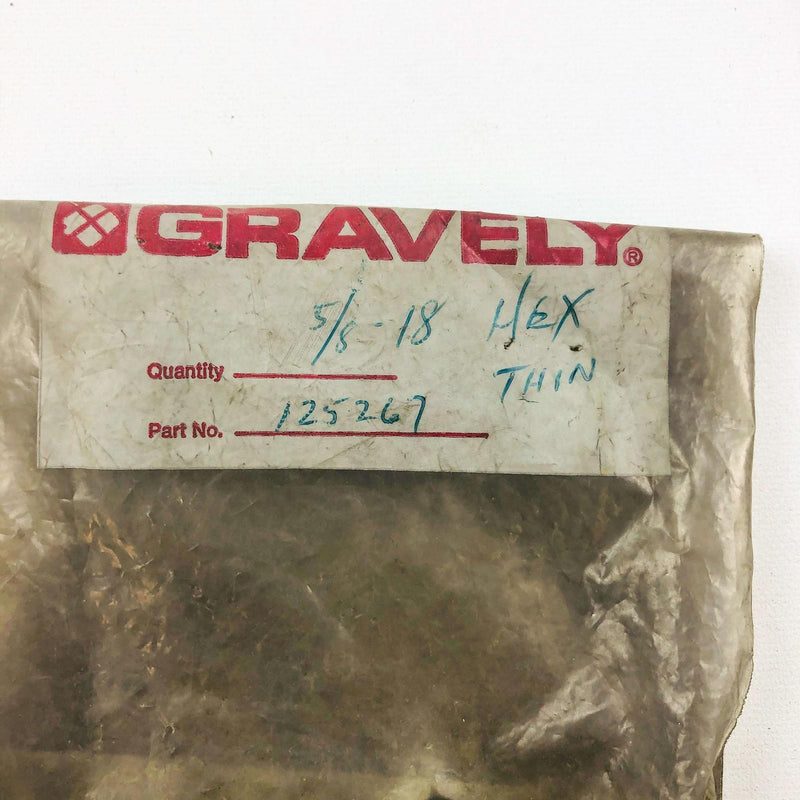 GRAVELY®
5/8-18 HEX
Quantity THIN
Part No. 125267